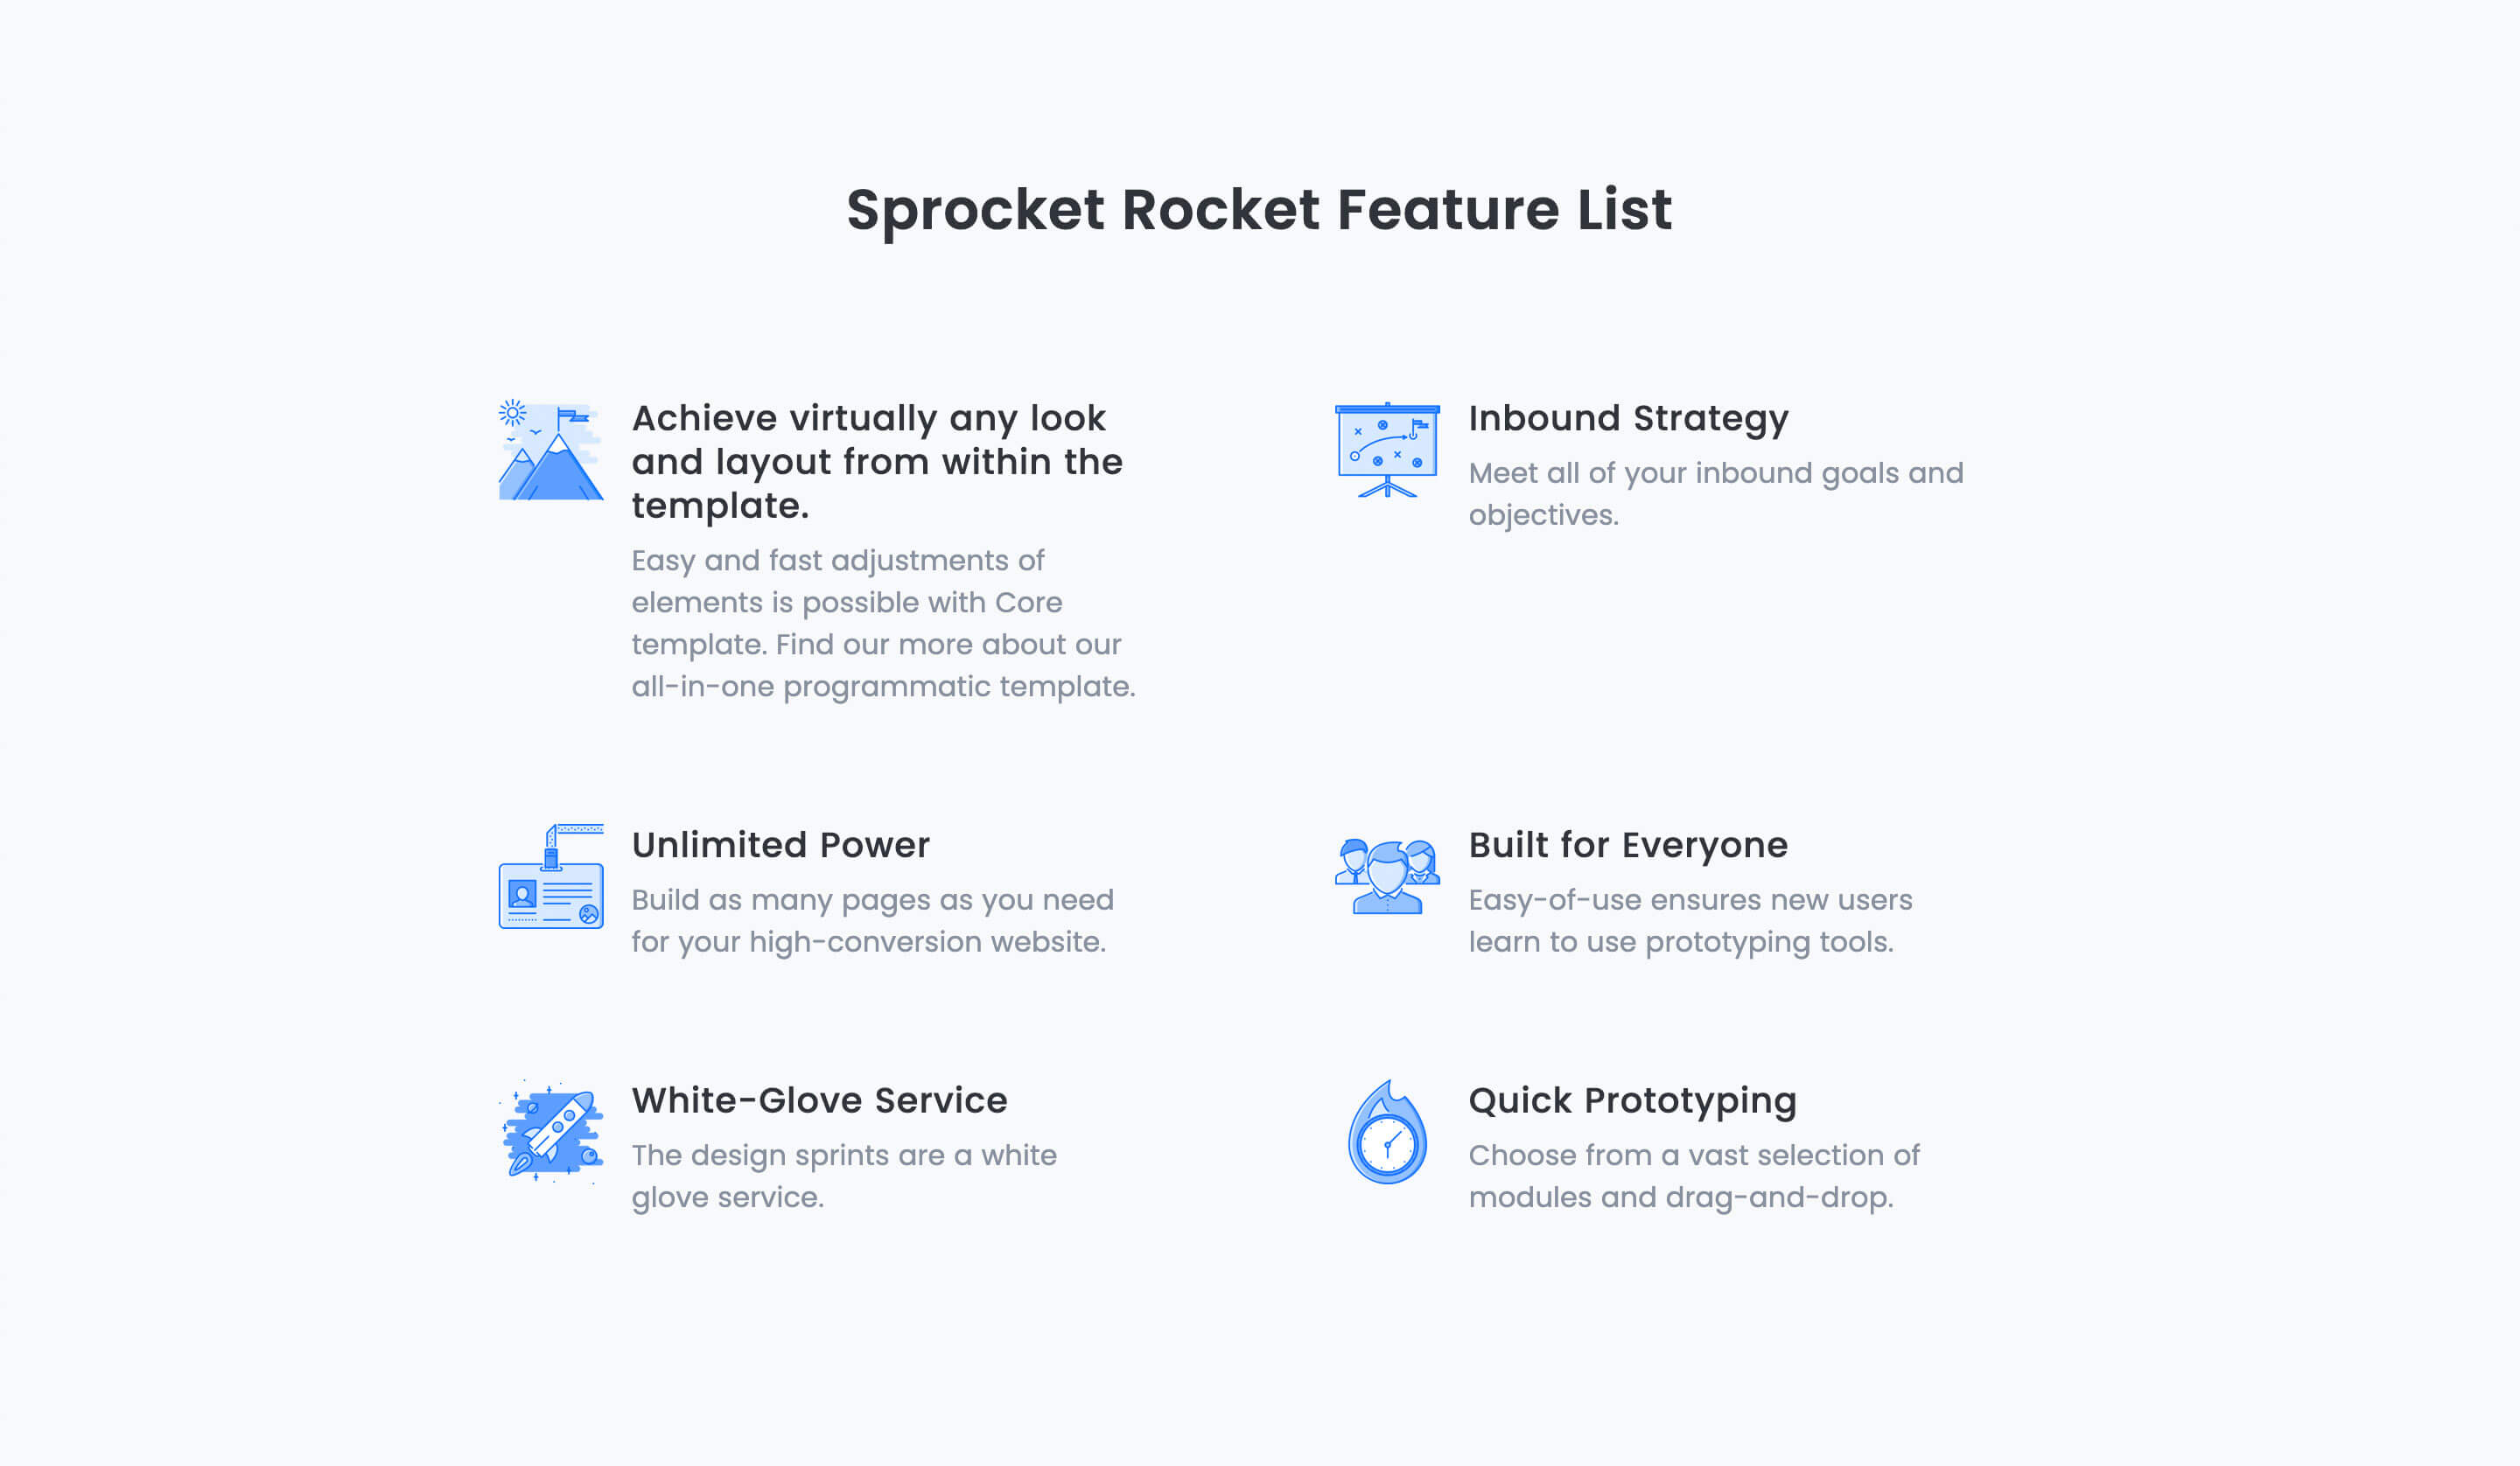 Sprocket Rocket Feature List
Achieve virtually any look
and layout from within the
template.
Easy and fast adjustments of
elements is possible with Core
template. Find our more about our
all-in-one programmatic template.
Inbound Strategy
Meet all of your inbound goals and
objectives.
Unlimited Power
Build as many pages as you need
for your high-conversion website.
Built for Everyone
Easy-of-use ensures new users
learn to use prototyping tools.
White-Glove Service
The design sprints are a white
glove service.
Quick Prototyping
Choose from a vast selection of
modules and drag-and-drop.